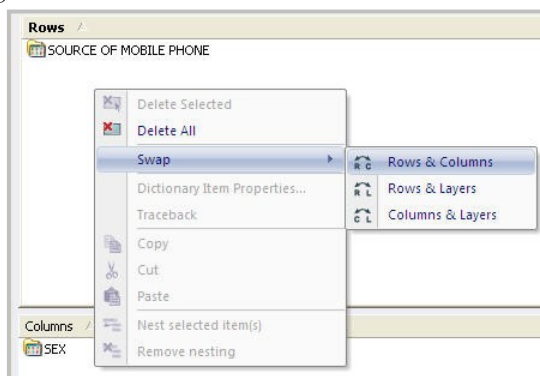 Rows
SOURCE OF MOBILE PHONE
Delete Selected
Delete All
Swap
Rows & Columns
Dictionary Item Properties...
Rows & Layers
Traceback
Columns & Layers
Copy
Cut
Paste
Columns
Nest selected item(s)
SEX
Remove nesting